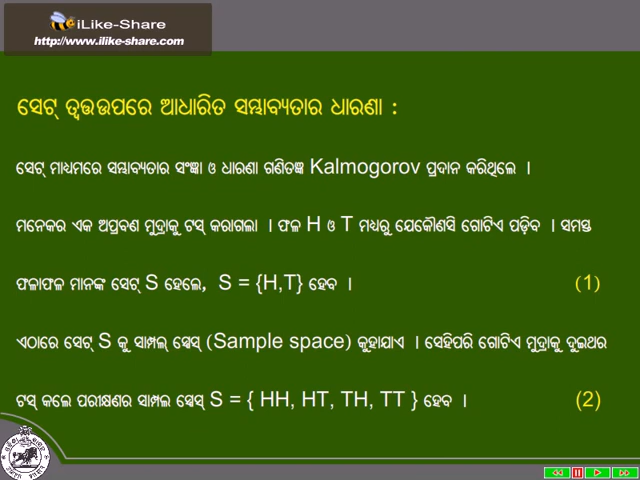 iLike-Share
http://www.ilike-share.com
ସେଟ୍ ତ୍ୱତ୍ତଉପରେ ଆଧାରିତ ସମ୍ଭାବ୍ୟତାର ଧାରଣା :
ସେଟ୍ ମାଧ୍ୟମରେ ସମ୍ଭାବ୍ୟତାର ସଂଜ୍ଞା ଓ ଧାରଣା ଗଣିତଜ୍ଞ Kalmogorov ପ୍ରଦାନ କରିଥିଲେ ।
ମନେକର ଏକ ଅପ୍ରବଣ ମୁଦ୍ରାକୁ ଟସ୍ କରାଗଲା । ଫଳ H ଓ T ମଧ୍ୟରୁ ଯେକୌଣସି ଗୋଟିଏ ପଡ଼ିବ । ସମସ୍ତ
ଫଳାଫଳ ମାନଙ୍କ ସେଟ୍ S ହେଲେ, S = {H,T} ହେବ । (1)
ଏଠାରେ ସେଟ୍ S କୁ ସାମ୍ପଲ୍ ସ୍ପେସ୍ (Sample space) କୁହାଯାଏ । ସେହିପରି ଗୋଟିଏ ମୁଦ୍ରାକୁ ଦୁଇଥର
ଟସ୍ କଲେ ପରୀକ୍ଷଣର ସାମ୍ପଲ ସ୍ପେସ୍ S = { HH, HT, TH, TT } ହେବ । (2)